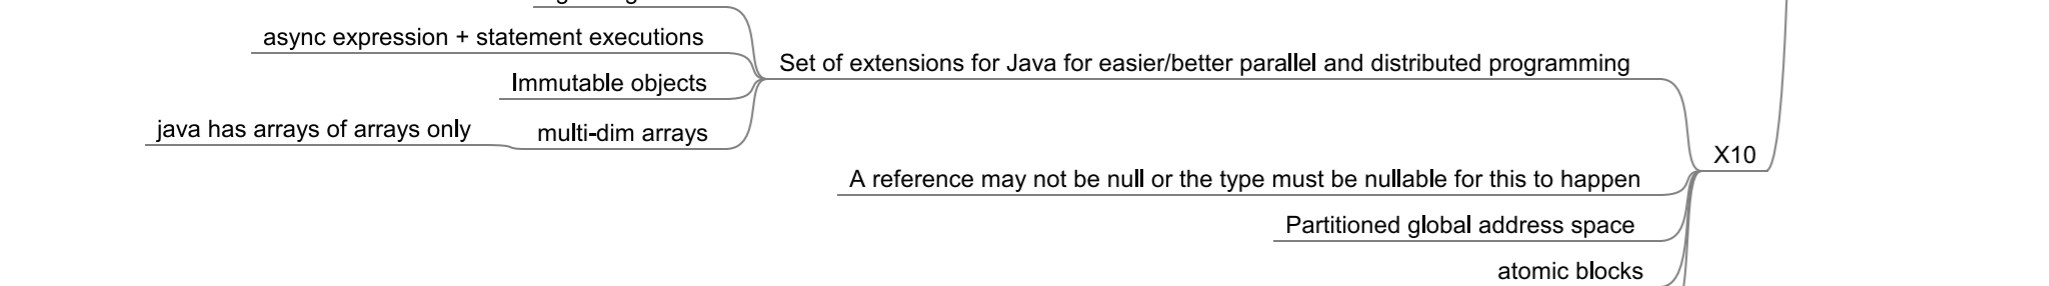 async expression + statement executions
Set of extensions for Java for easier/better parallel and distributed programming
Immutable objects
java has arrays of arrays only
multi-dim arrays
X10
A reference may not be null or the type must be nullable for this to happen
Partitioned global address space
atomic blocks